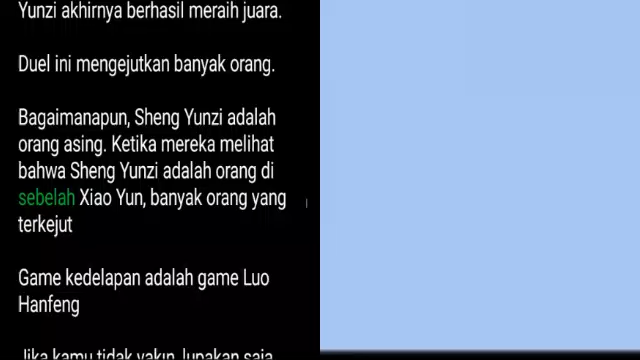 Yunzi akhirnya berhasil meraih juara.
Duel ini mengejutkan banyak orang.
Bagaimanapun, Sheng Yunzi adalah
orang asing. Ketika mereka melihat
bahwa Sheng Yunzi adalah orang di
sebelah Xiao Yun, banyak orang yang
terkejut
Game kedelapan adalah game Luo
Hanfeng
Jika kamu tidak yakin, lupakan saja